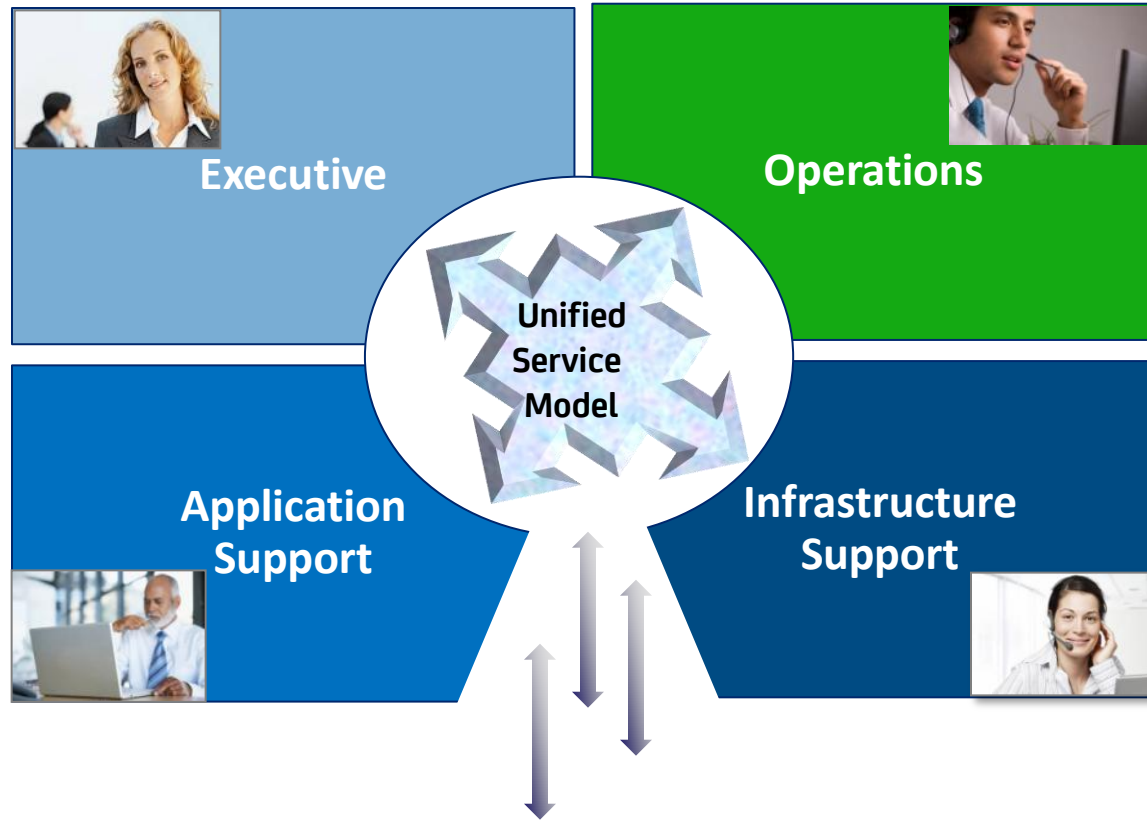 Executive
Operations
Unified
Service
Model
Application
Support
Infrastructure
Support